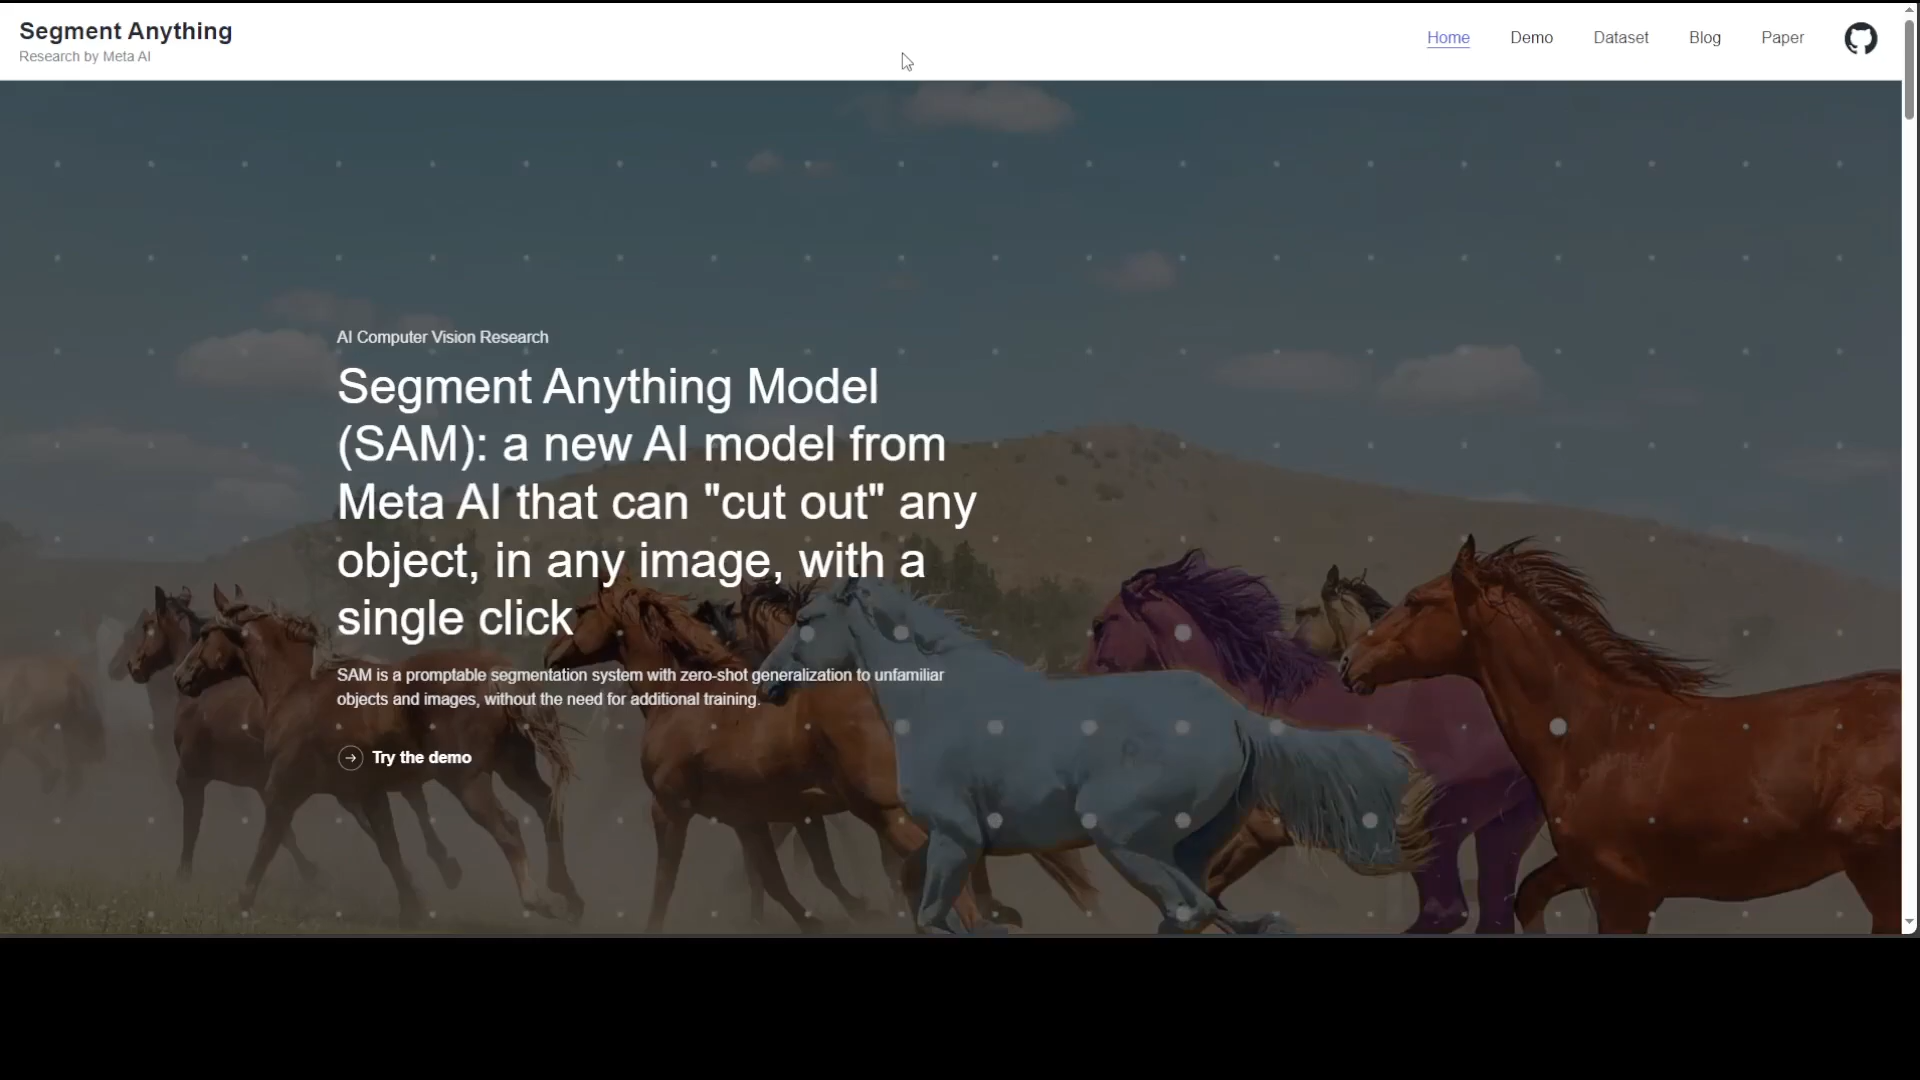 Segment Anything
Research by Meta AI
Home
Demo
Dataset
Blog
Paper
AI Computer Vision Research
Segment Anything Model
(SAM): a new AI model from
Meta AI that can "cut out" any
object, in any image, with a
single click
SAM is a promptable segmentation system with zero-shot generalization to unfamiliar
objects and images, without the need for additional training.
Try the demo